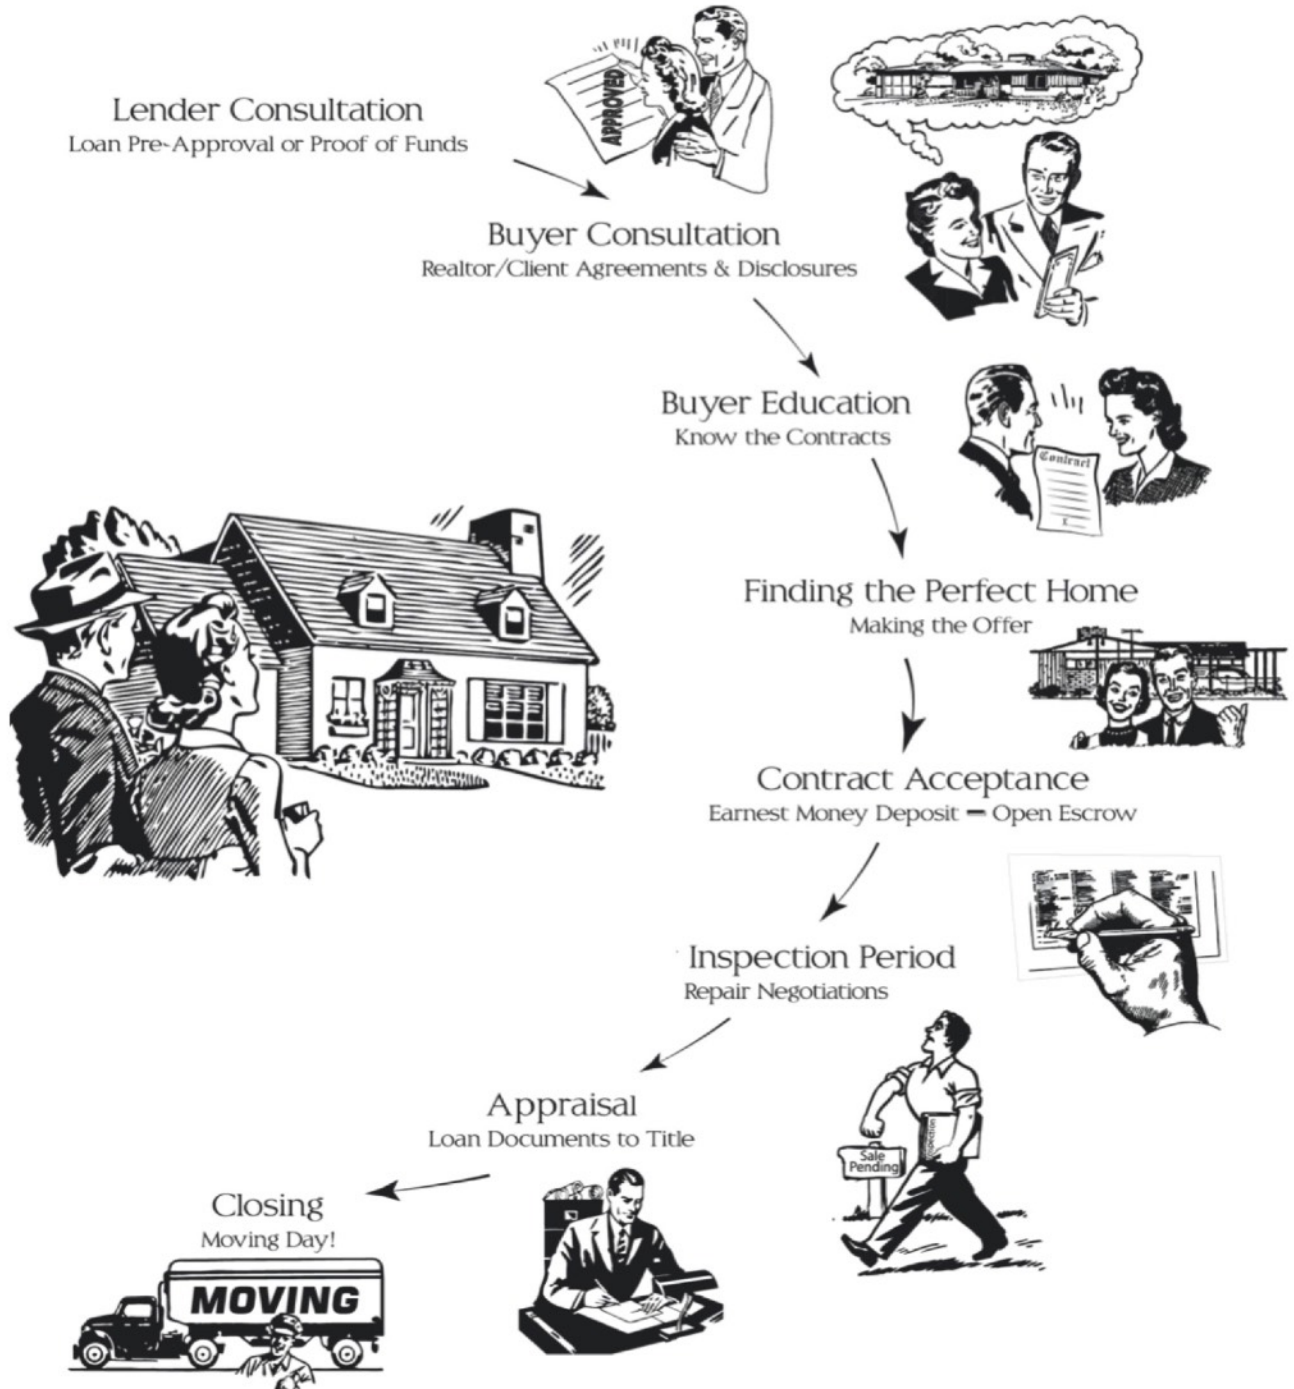 APPROVED
Lender Consultation
Loan Pre-Approval or Proof of Funds
Buyer Consultation
Realtor/Client Agreements & Disclosures
Buyer Education
Know the Contracts
Contract
X
Finding the Perfect Home
Making the Offer
Contract Acceptance
Earnest Money Deposit – Open Escrow
Inspection Period
Repair Negotiations
Appraisal
Loan Documents to Title
Inspection
Sale
Pending
Closing
Moving Day!
MOVING